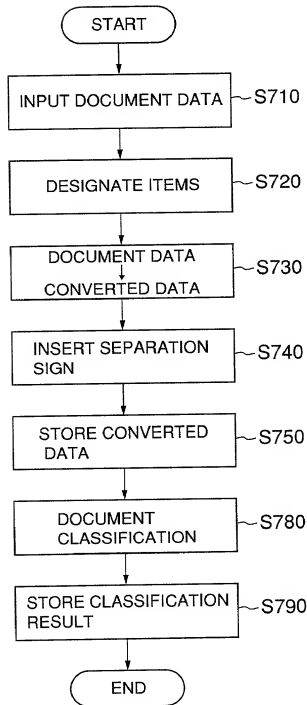 START
INPUT DOCUMENT DATA
S710
DESIGNATE ITEMS
S720
DOCUMENT DATA
CONVERTED DATA
S730
INSERT SEPARATION
SIGN
S740
STORE CONVERTED
DATA
S750
DOCUMENT
CLASSIFICATION
S780
STORE CLASSIFICATION
RESULT
S790
END